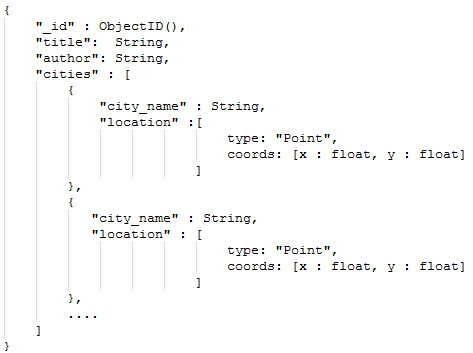 {
"_id" : ObjectID(),
"title":  String,
"author": String,
"cities" : [
{
"city_name" : String,
"location" :[
type: "Point",
coords: [x : float, y : float]
]
},
{
"city_name" : String,
"location" : [
type: "Point",
coords: [x : float, y : float]
]
},
....
]
}